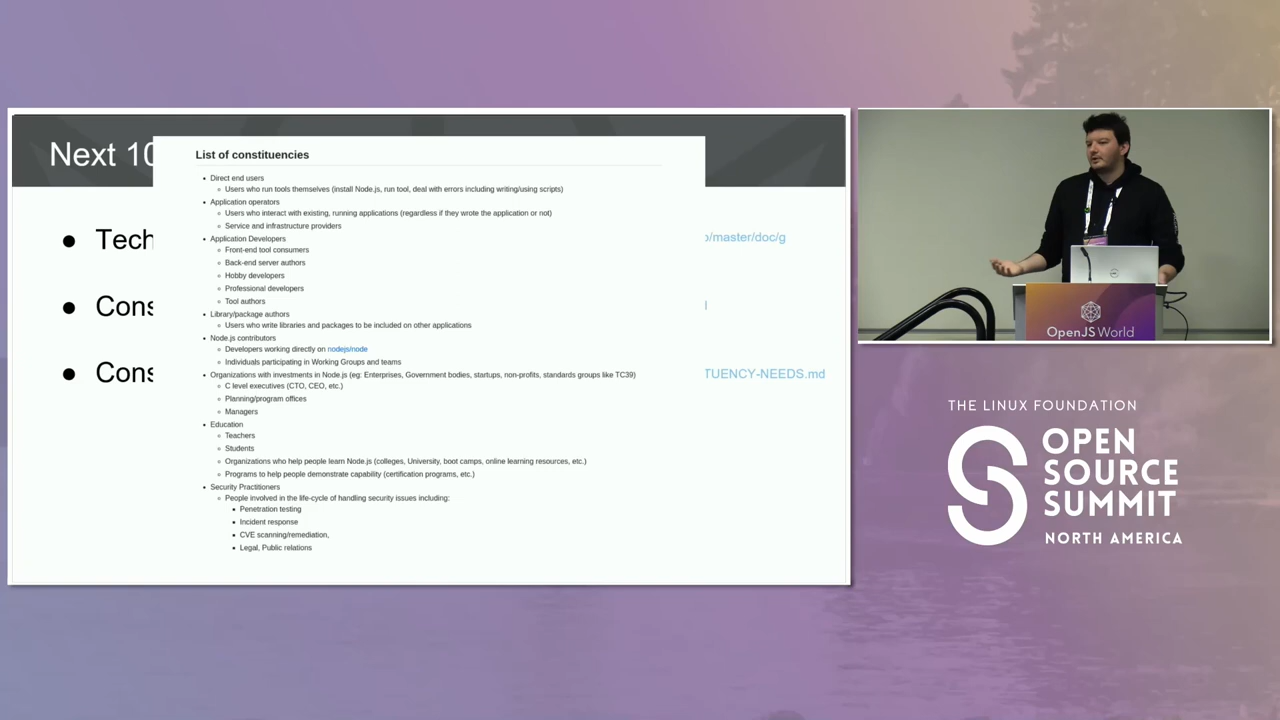 Next 10
List of constituencies
• Direct end users
◦ Users who run tools themselves (install Node.js, run tool, deal with errors including writing/using scripts)
• Application operators
◦ Users who interact with existing, running applications (regardless if they wrote the application or not)
◦ Service and infrastructure providers
• Application Developers
◦ Front-end tool consumers
◦ Back-end server authors
◦ Hobby developers
◦ Professional developers
◦ Tool authors
• Library/package authors
◦ Users who write libraries and packages to be included on other applications
• Node.js contributors
◦ Developers working directly on nodejs/node
◦ Individuals participating in Working Groups and teams
• Organizations with investments in Node.js (eg: Enterprises, Government bodies, startups, non-profits, standards groups like TC39)
◦ C level executives (CTO, CEO, etc.)
◦ Planning/program offices
◦ Managers
• Education
◦ Teachers
◦ Students
◦ Organizations who help people learn Node.js (colleges, University, boot camps, online learning resources, etc.)
◦ Programs to help people demonstrate capability (certification programs, etc.)
• Security Practitioners
◦ People involved in the life-cycle of handling security issues including:
▪ Penetration testing
▪ Incident response
▪ CVE scanning/remediation,
▪ Legal, Public relations
• Tech
/master/doc/g
• Cons
• Cons
TUENCY-NEEDS.md
OpenJS World
THE LINUX FOUNDATION
OPEN
SOURCE
SUMMIT
NORTH AMERICA